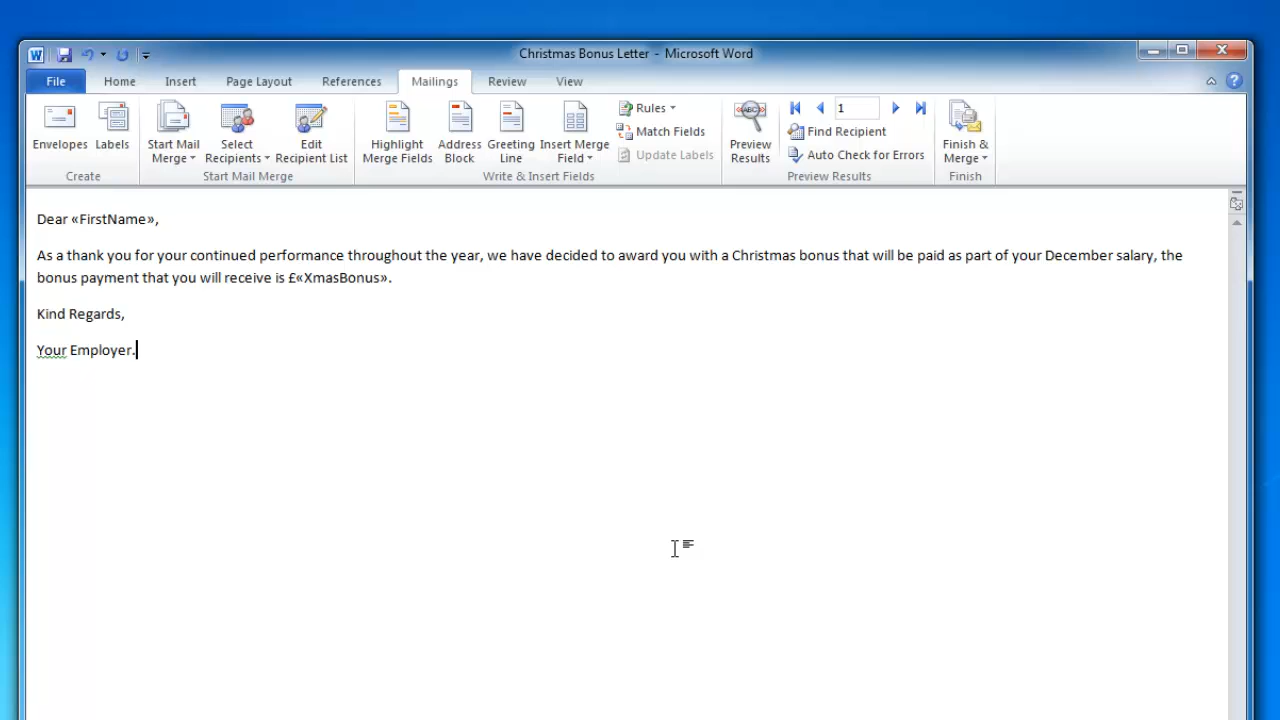 Christmas Bonus Letter - Microsoft Word
File Home Insert Page Layout References Mailings Review View
Envelopes Labels
Create
Start Mail Merge Select Recipients Edit Recipient List
Start Mail Merge
Highlight Merge Fields Address Block Greeting Line Insert Merge Field
Rules
Match Fields
Update Labels
Write & Insert Fields
ABC
Preview Results
1
Find Recipient
Auto Check for Errors
Preview Results
Finish & Merge
Finish
Dear «FirstName»,
As a thank you for your continued performance throughout the year, we have decided to award you with a Christmas bonus that will be paid as part of your December salary, the
bonus payment that you will receive is £«XmasBonus».
Kind Regards,
Your Employer.